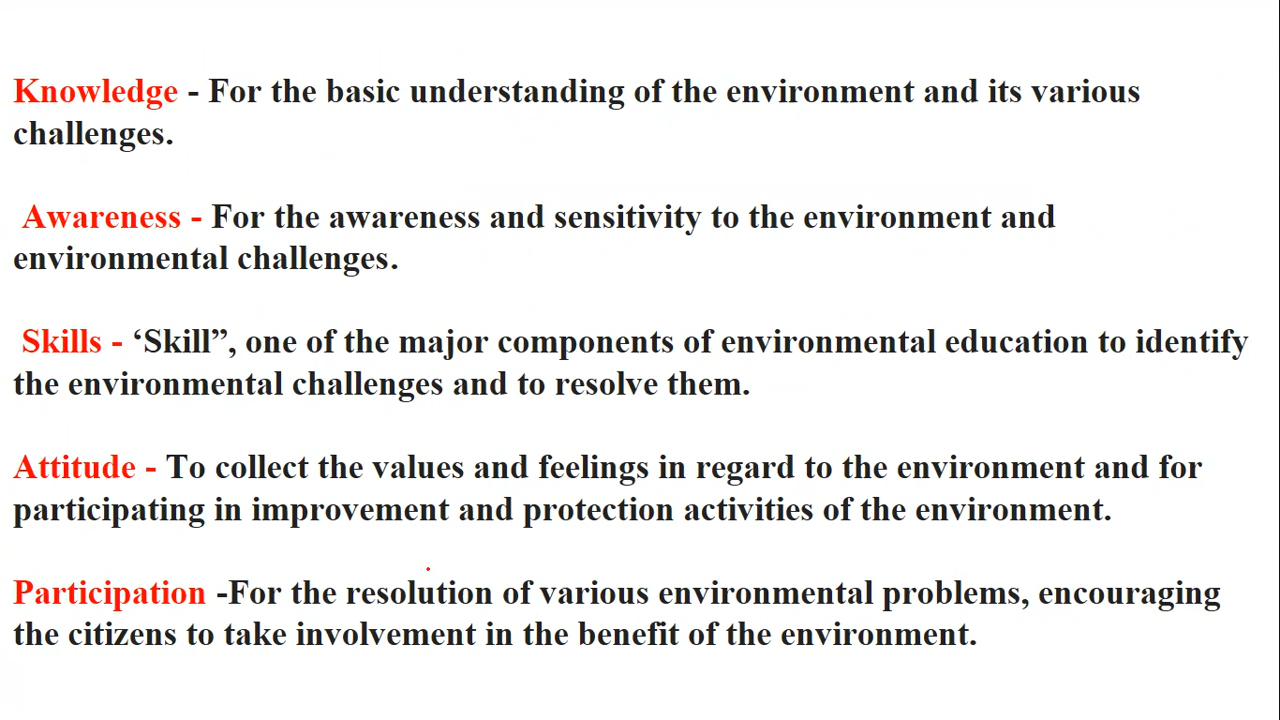 Knowledge - For the basic understanding of the environment and its various
challenges.
Awareness - For the awareness and sensitivity to the environment and
environmental challenges.
Skills - ‘Skill”, one of the major components of environmental education to identify
the environmental challenges and to resolve them.
Attitude - To collect the values and feelings in regard to the environment and for
participating in improvement and protection activities of the environment.
Participation -For the resolution of various environmental problems, encouraging
the citizens to take involvement in the benefit of the environment.